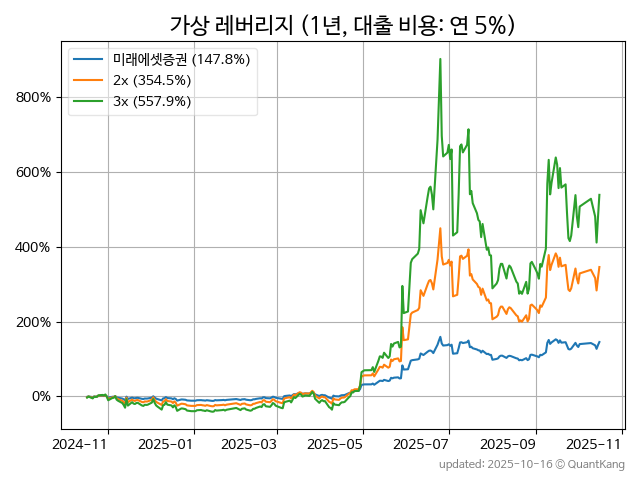 가상 레버리지 (1년, 대출 비용: 연 5%)
미래에셋증권 (147.8%)
2x (354.5%)
3x (557.9%)
800%
600%
400%
200%
0%
2024-11 2025-01 2025-03 2025-05 2025-07 2025-09 2025-11
updated: 2025-10-16 © QuantKang